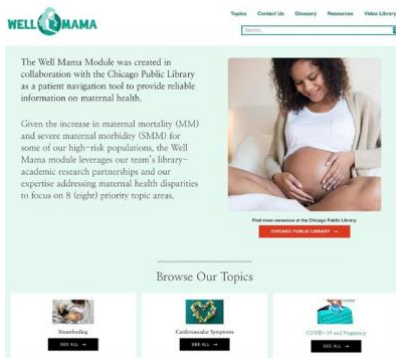 WELL MAMA
Topics Contact Us Glossary Resources Video Library
Search...
The Well Mama Module was created in
collaboration with the Chicago Public Library
as a patient navigation tool to provide reliable
information on maternal health.
Given the increase in maternal mortality (MM)
and severe maternal morbidity (SMM) for
some of our high-risk populations, the Well
Mama module leverages our team's library-
academic research partnerships and our
expertise addressing maternal health disparities
to focus on 8 (eight) priority topic areas.
Find more resources at the Chicago Public Library
CHICAGO PUBLIC LIBRARY →
Browse Our Topics
Breastfeeding Cardiovascular Symptoms COVID-19 and Pregnancy
SEE ALL → SEE ALL → SEE ALL →